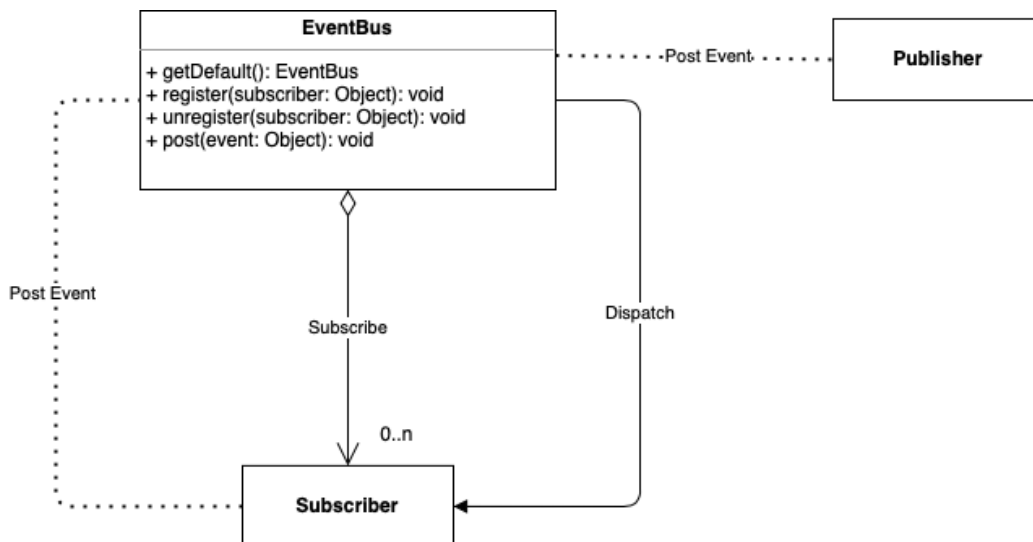 EventBus
+ getDefault(): EventBus
+ register(subscriber: Object): void
+ unregister(subscriber: Object): void
+ post(event: Object): void
Post Event
Publisher
Post Event
Subscribe
Dispatch
0..n
Subscriber